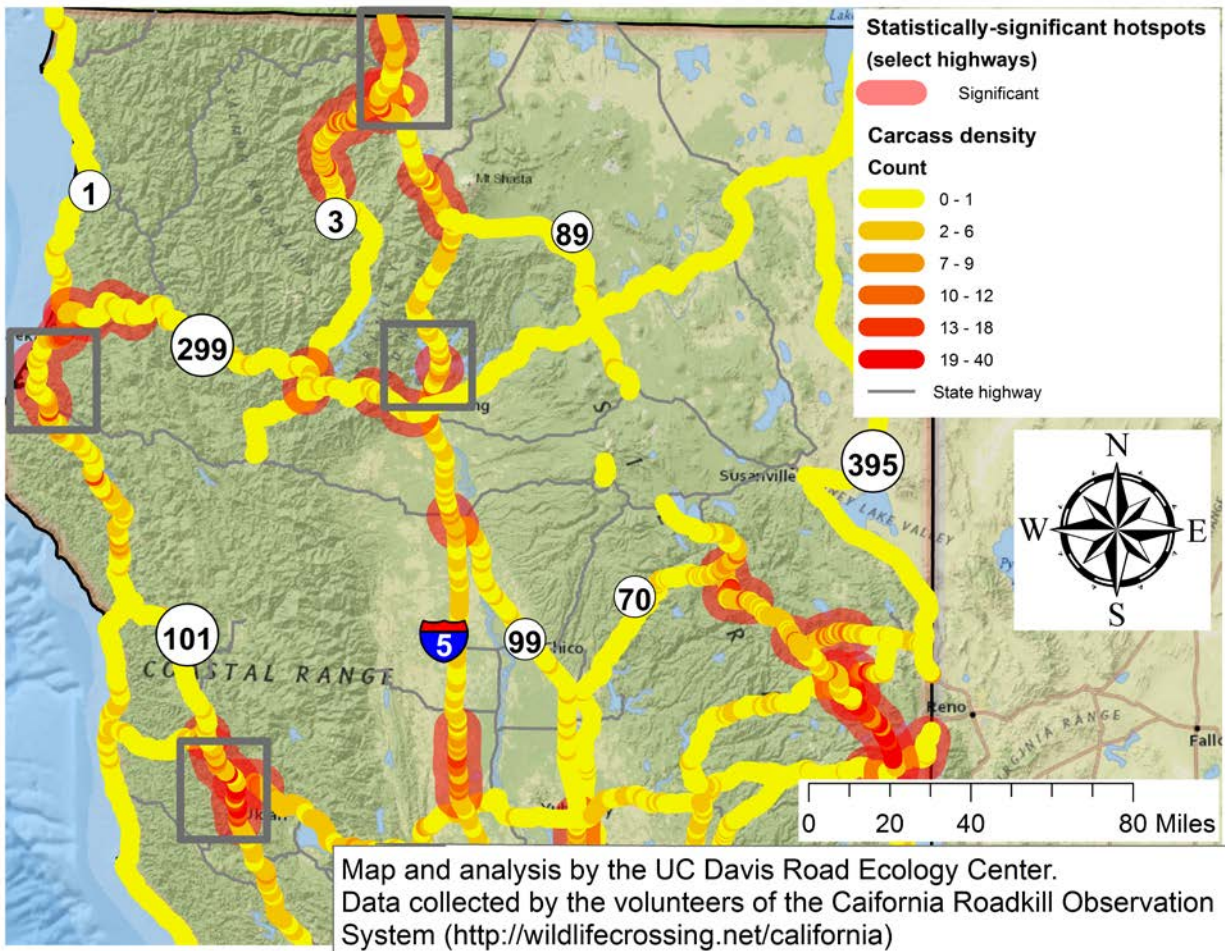 Statistically-significant hotspots
(select highways)
Significant
Carcass density
Count
0 - 1
2 - 6
7 - 9
10 - 12
13 - 18
19 - 40
State highway
1
3
89
Mt Shasta
299
Susanville
395
N
W
E
S
70
5
99
101
COASTAL RANGE
Reno
0 20 40 80 Miles
Map and analysis by the UC Davis Road Ecology Center.
Data collected by the volunteers of the Caifornia Roadkill Observation
System (http://wildlifecrossing.net/california)